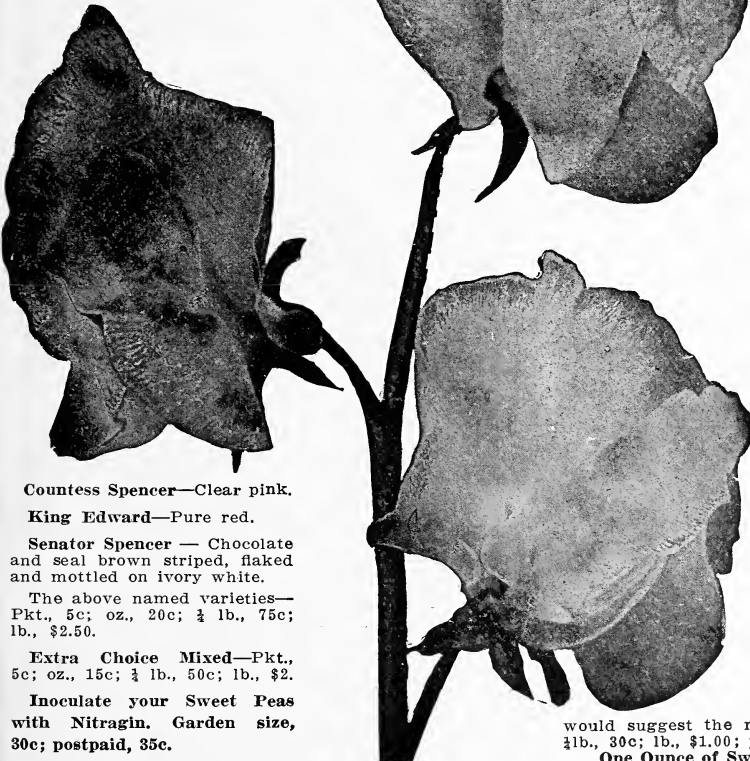 Countess Spencer—Clear pink.
King Edward—Pure red.
Senator Spencer — Chocolate
and seal brown striped, flaked
and mottled on ivory white.
The above named varieties—
Pkt., 5c; oz., 20c; ¼ lb., 75c;
lb., $2.50.
Extra Choice Mixed—Pkt.,
5c; oz., 15c; ¼ lb., 50c; lb., $2.
Inoculate your Sweet Peas
with Nitragin. Garden size,
30c; postpaid, 35c.
would suggest the
¼lb., 30c; lb., $1.00;
One Ounce of